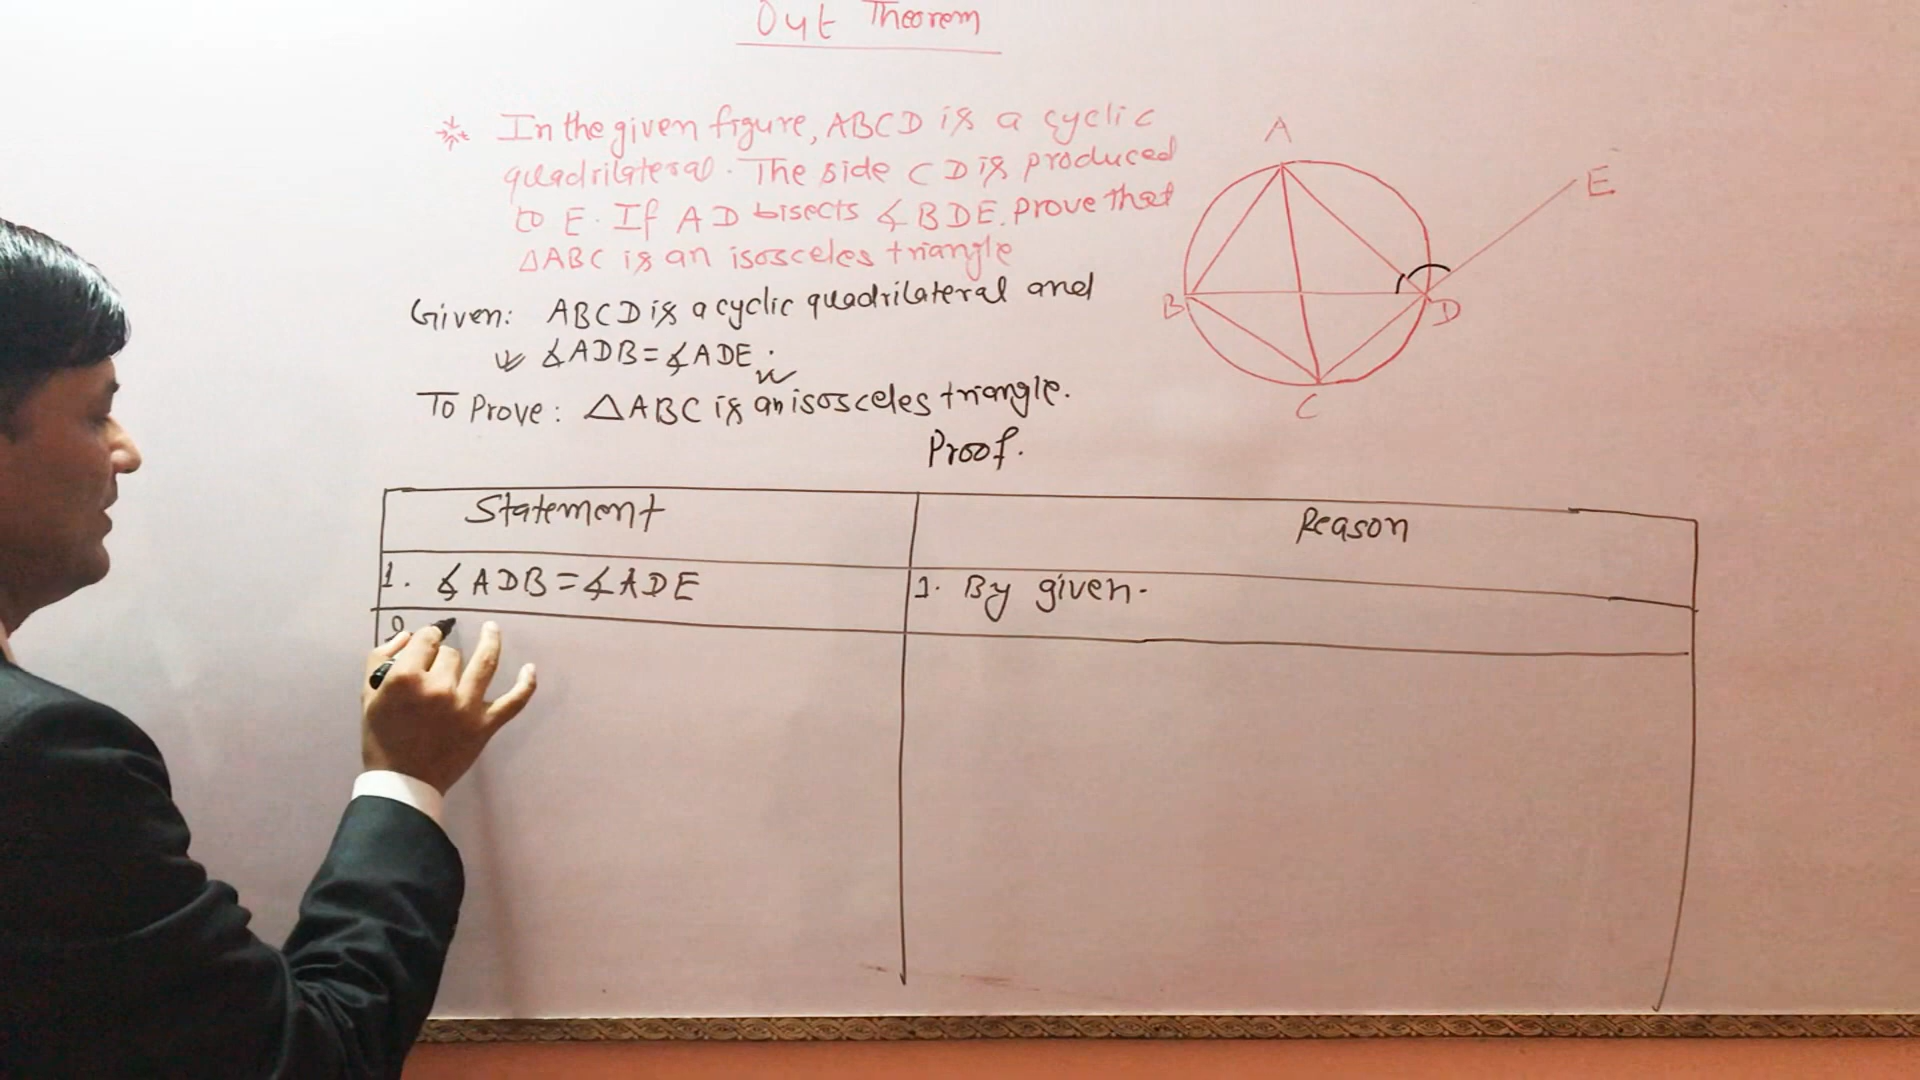 Out Theorem
* In the given figure, ABCD is a cyclic
quadrilateral. The side CD is produced
to E. If AD bisects ∡BDE. prove that
△ABC is an isosceles triangle
Given: ABCD is a cyclic quadrilateral and
∡ADB=∡ADE.
To Prove: △ABC is an isosceles triangle.
Proof.
A
E
B
D
C
Statement
Reason
1. ∡ADB=∡ADE
1. By given.